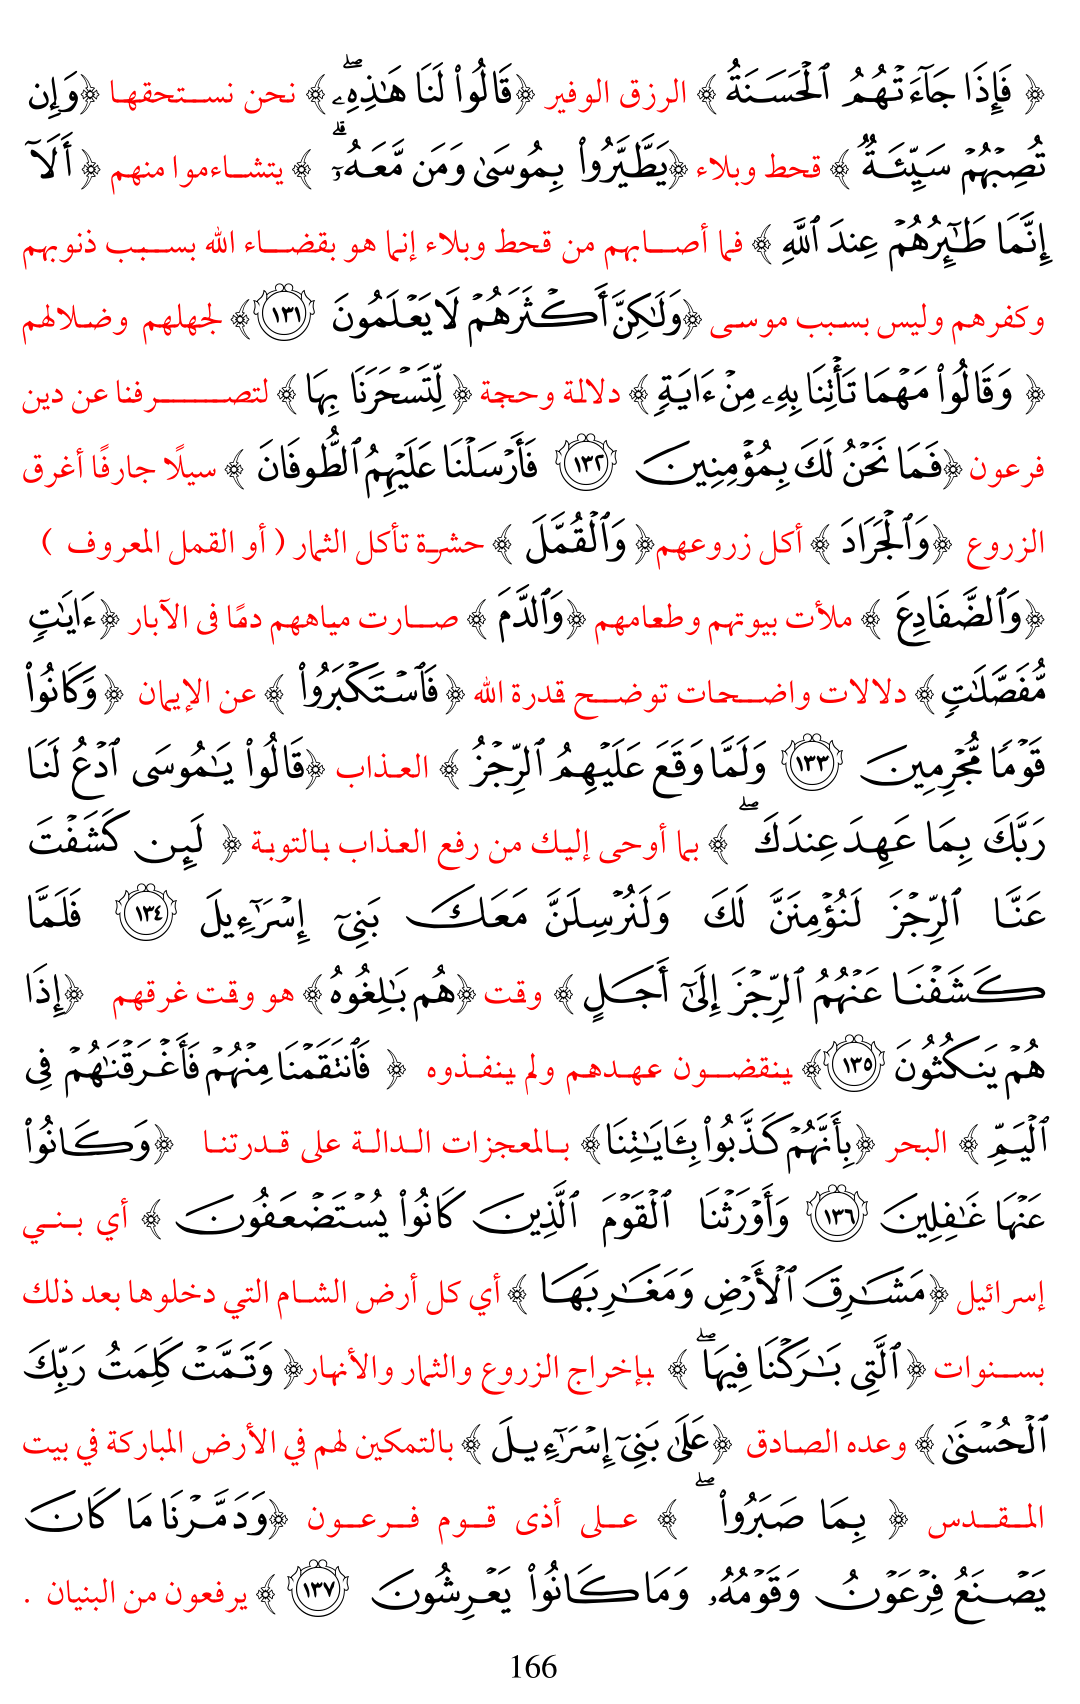 ﴿ فَإِذَا جَآءَتْهُمُ ٱلْحَسَنَةُ ﴾ الرزق الوفير ﴿قَالُوا۟ لَنَا هَٰذِهِۦۖ﴾ نحن نستحقها ﴿وَإِن
تُصِبْهُمْ سَيِّئَةٌ ﴾ قحط وبلاء ﴿يَطَّيَّرُوا۟ بِمُوسَىٰ وَمَن مَّعَهُۥٓۗ ﴾ يتشاءموا منهم ﴿ أَلَآ
إِنَّمَا طَٰٓئِرُهُمْ عِندَ ٱللَّهِ ﴾ فما أصابهم من قحط وبلاء إنما هو بقضاء الله بسبب ذنوبهم
وكفرهم وليس بسبب موسى ﴿وَلَٰكِنَّ أَكْثَرَهُمْ لَا يَعْلَمُونَ ١٣١﴾ لجهلهم وضلالهم
﴿ وَقَالُوا۟ مَهْمَا تَأْتِنَا بِهِۦ مِنْ ءَايَةٍ ﴾ دلالة وحجة ﴿ لِّتَسْحَرَنَا بِهَا ﴾ لتصرفنا عن دين
فرعون ﴿فَمَا نَحْنُ لَكَ بِمُؤْمِنِينَ ١٣٢ فَأَرْسَلْنَا عَلَيْهِمُ ٱلطُّوفَانَ ﴾ سيلًا جارفًا أغرق
الزروع ﴿وَٱلْجَرَادَ ﴾ أكل زروعهم﴿ وَٱلْقُمَّلَ ﴾ حشرة تأكل الثمار ( أو القمل المعروف )
﴿وَٱلضَّفَادِعَ ﴾ ملأت بيوتهم وطعامهم ﴿وَٱلدَّمَ ﴾ صارت مياههم دمًا فى الآبار ﴿ءَايَٰتٍ
مُّفَصَّلَٰتٍ﴾ دلالات واضحات توضح قدرة الله ﴿ فَٱسْتَكْبَرُوا۟ ﴾ عن الإيمان ﴿ وَكَانُوا۟
قَوْمًا مُّجْرِمِينَ ١٣٣ وَلَمَّا وَقَعَ عَلَيْهِمُ ٱلرِّجْزُ ﴾ العذاب ﴿قَالُوا۟ يَٰمُوسَى ٱدْعُ لَنَا
رَبَّكَ بِمَا عَهِدَ عِندَكَۖ ﴾ بما أوحى إليك من رفع العذاب بالتوبة ﴿ لَئِن كَشَفْتَ
عَنَّا ٱلرِّجْزَ لَنُؤْمِنَنَّ لَكَ وَلَنُرْسِلَنَّ مَعَكَ بَنِىٓ إِسْرَٰٓءِيلَ ١٣٤ فَلَمَّا
كَشَفْنَا عَنْهُمُ ٱلرِّجْزَ إِلَىٰٓ أَجَلٍ ﴾ وقت ﴿هُم بَٰلِغُوهُ﴾ هو وقت غرقهم ﴿إِذَا
هُمْ يَنكُثُونَ ١٣٥﴾ ينقضون عهدهم ولم ينفذوه ﴿ فَٱنتَقَمْنَا مِنْهُمْ فَأَغْرَقْنَٰهُمْ فِى
ٱلْيَمِّ ﴾ البحر ﴿بِأَنَّهُمْ كَذَّبُوا۟ بِـَٔايَٰتِنَا﴾ بالمعجزات الدالة على قدرتنا ﴿وَكَانُوا۟
عَنْهَا غَٰفِلِينَ ١٣٦ وَأَوْرَثْنَا ٱلْقَوْمَ ٱلَّذِينَ كَانُوا۟ يُسْتَضْعَفُونَ ﴾ أي بني
إسرائيل ﴿مَشَٰرِقَ ٱلْأَرْضِ وَمَغَٰرِبَهَا ﴾ أي كل أرض الشام التي دخلوها بعد ذلك
بسنوات ﴿ٱلَّتِى بَٰرَكْنَا فِيهَاۖ ﴾ بإخراج الزروع والثمار والأنهار﴿ وَتَمَّتْ كَلِمَتُ رَبِّكَ
ٱلْحُسْنَىٰ ﴾ وعده الصادق ﴿عَلَىٰ بَنِىٓ إِسْرَٰٓءِيلَ ﴾ بالتمكين لهم في الأرض المباركة في بيت
المقدس ﴿ بِمَا صَبَرُوا۟ۖ ﴾ على أذى قوم فرعون ﴿وَدَمَّرْنَا مَا كَانَ
يَصْنَعُ فِرْعَوْنُ وَقَوْمُهُۥ وَمَا كَانُوا۟ يَعْرِشُونَ ١٣٧ ﴾ يرفعون من البنيان .
166